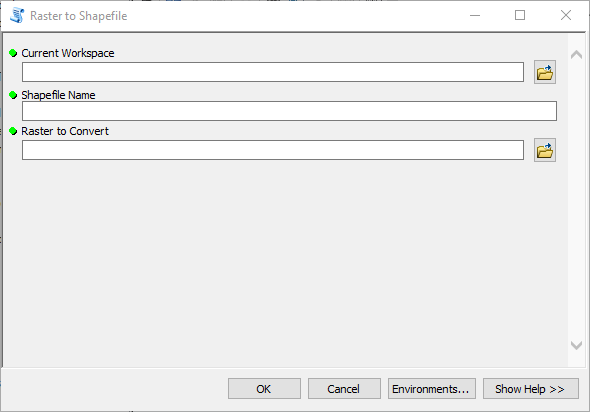 Raster to Shapefile
Current Workspace
Shapefile Name
Raster to Convert
OK
Cancel
Environments...
Show Help >>